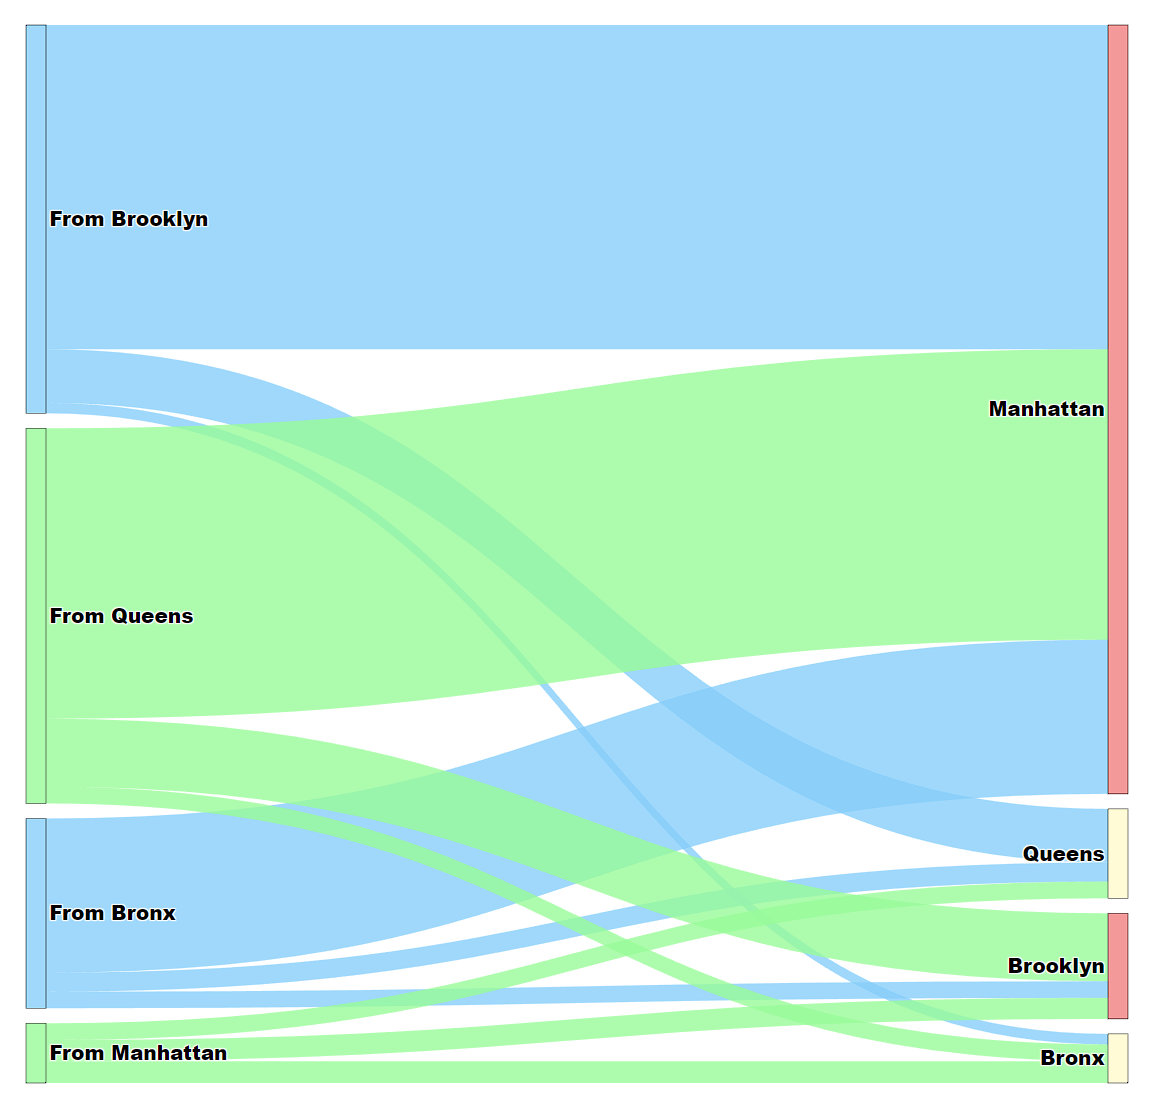 From Brooklyn
Manhattan
From Queens
Queens
From Bronx
Brooklyn
From Manhattan
Bronx